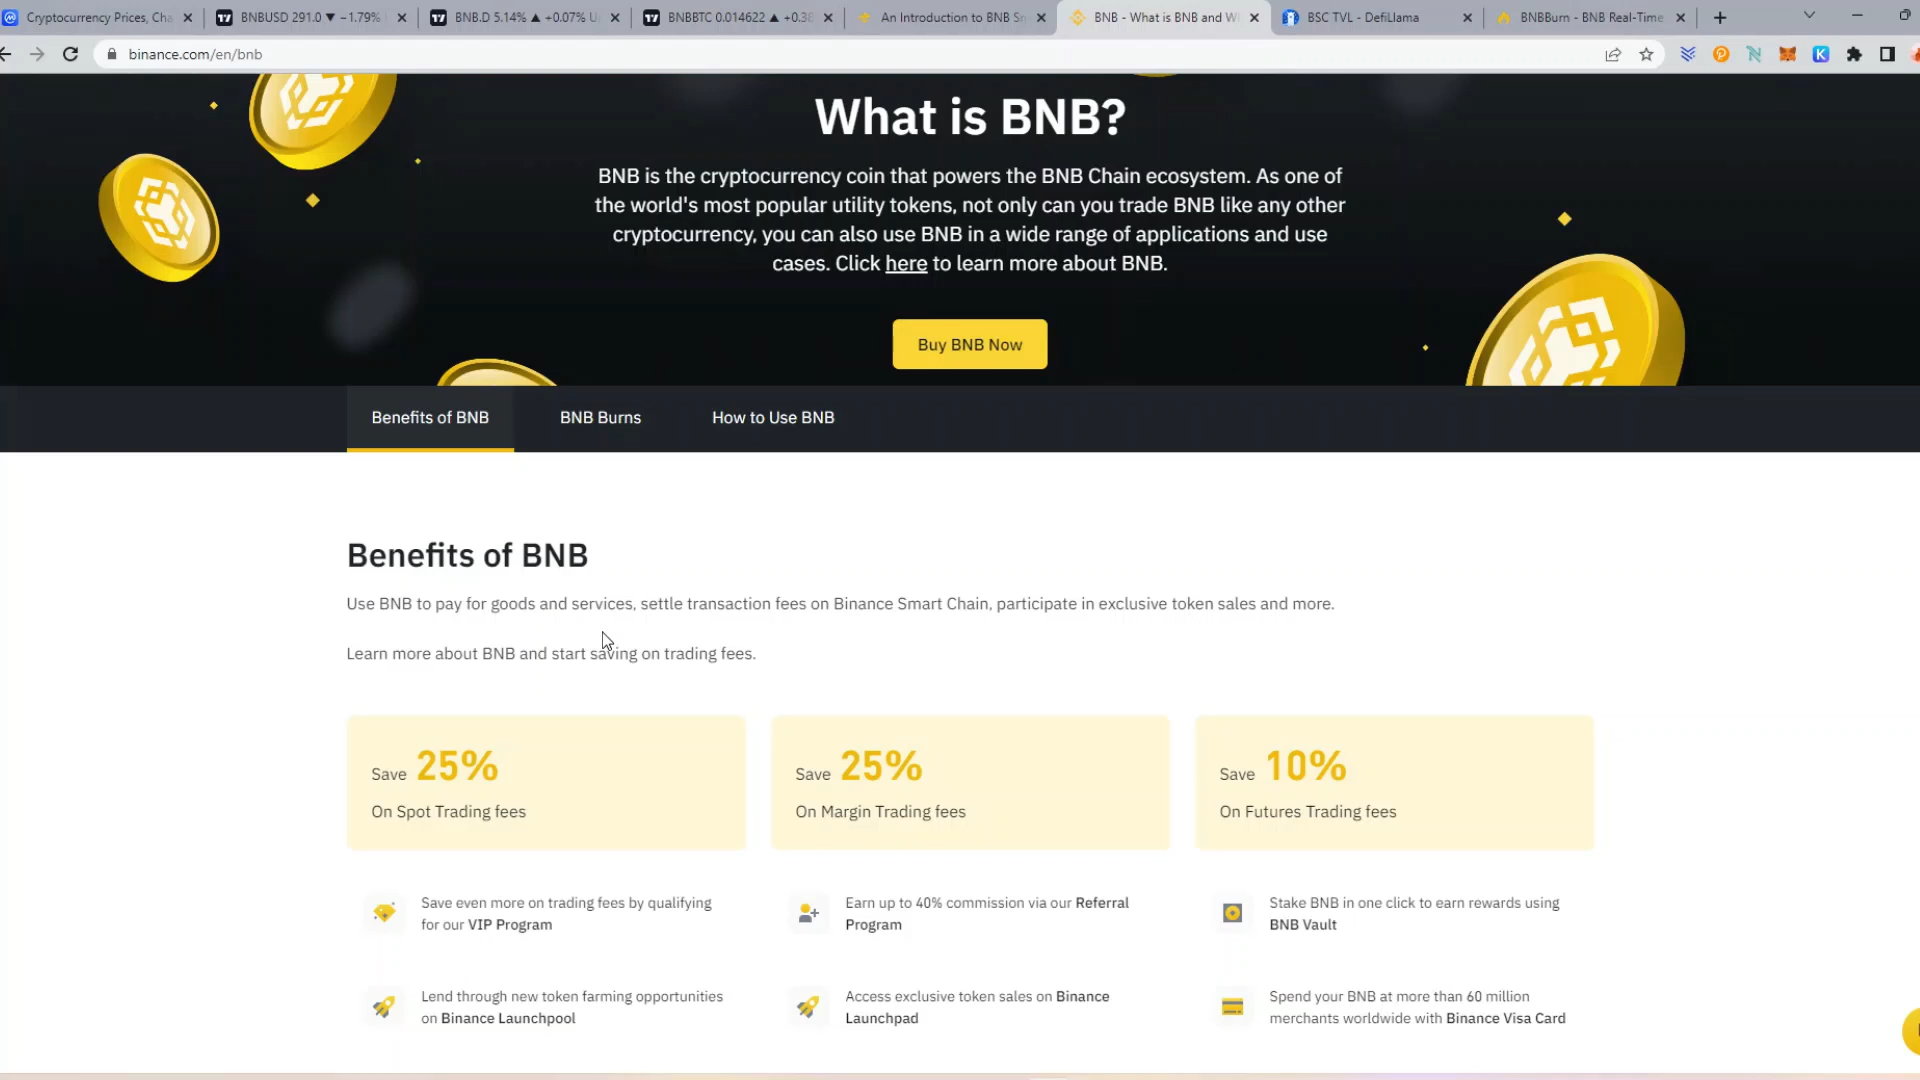 Cryptocurrency Prices, Cha
BNBUSD 291.0 ▼ −1.79%
BNB.D 5.14% ▲ +0.07% U
BNBBTC 0.014622 ▲ +0.36
An Introduction to BNB Sm
BNB - What is BNB and W
BSC TVL - DefiLlama
BNBBurn - BNB Real-Time
binance.com/en/bnb
What is BNB?
BNB is the cryptocurrency coin that powers the BNB Chain ecosystem. As one of
the world's most popular utility tokens, not only can you trade BNB like any other
cryptocurrency, you can also use BNB in a wide range of applications and use
cases. Click here to learn more about BNB.
Buy BNB Now
Benefits of BNB
BNB Burns
How to Use BNB
Benefits of BNB
Use BNB to pay for goods and services, settle transaction fees on Binance Smart Chain, participate in exclusive token sales and more.
Learn more about BNB and start saving on trading fees.
Save 25%
On Spot Trading fees
Save 25%
On Margin Trading fees
Save 10%
On Futures Trading fees
Save even more on trading fees by qualifying
for our VIP Program
Earn up to 40% commission via our Referral
Program
Stake BNB in one click to earn rewards using
BNB Vault
Lend through new token farming opportunities
on Binance Launchpool
Access exclusive token sales on Binance
Launchpad
Spend your BNB at more than 60 million
merchants worldwide with Binance Visa Card